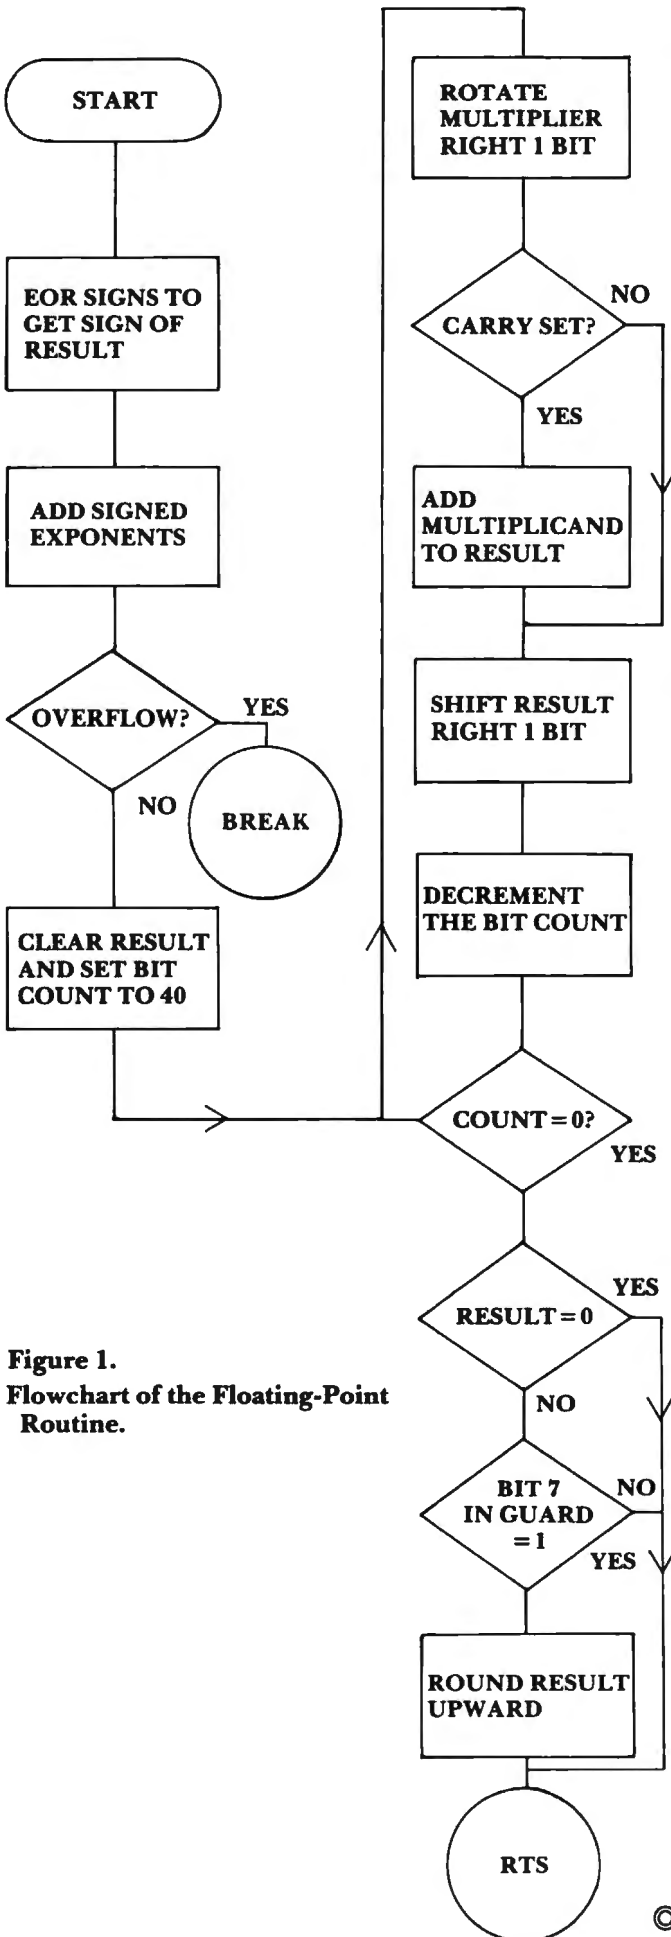 START
EOR SIGNS TO
GET SIGN OF
RESULT
ADD SIGNED
EXPONENTS
OVERFLOW?
YES
NO
BREAK
CLEAR RESULT
AND SET BIT
COUNT TO 40
ROTATE
MULTIPLIER
RIGHT 1 BIT
CARRY SET?
NO
YES
ADD
MULTIPLICAND
TO RESULT
SHIFT RESULT
RIGHT 1 BIT
DECREMENT
THE BIT COUNT
COUNT = 0?
YES
RESULT = 0
YES
NO
BIT 7
IN GUARD
= 1
NO
YES
ROUND RESULT
UPWARD
RTS
Figure 1.
Flowchart of the Floating-Point
Routine.
©